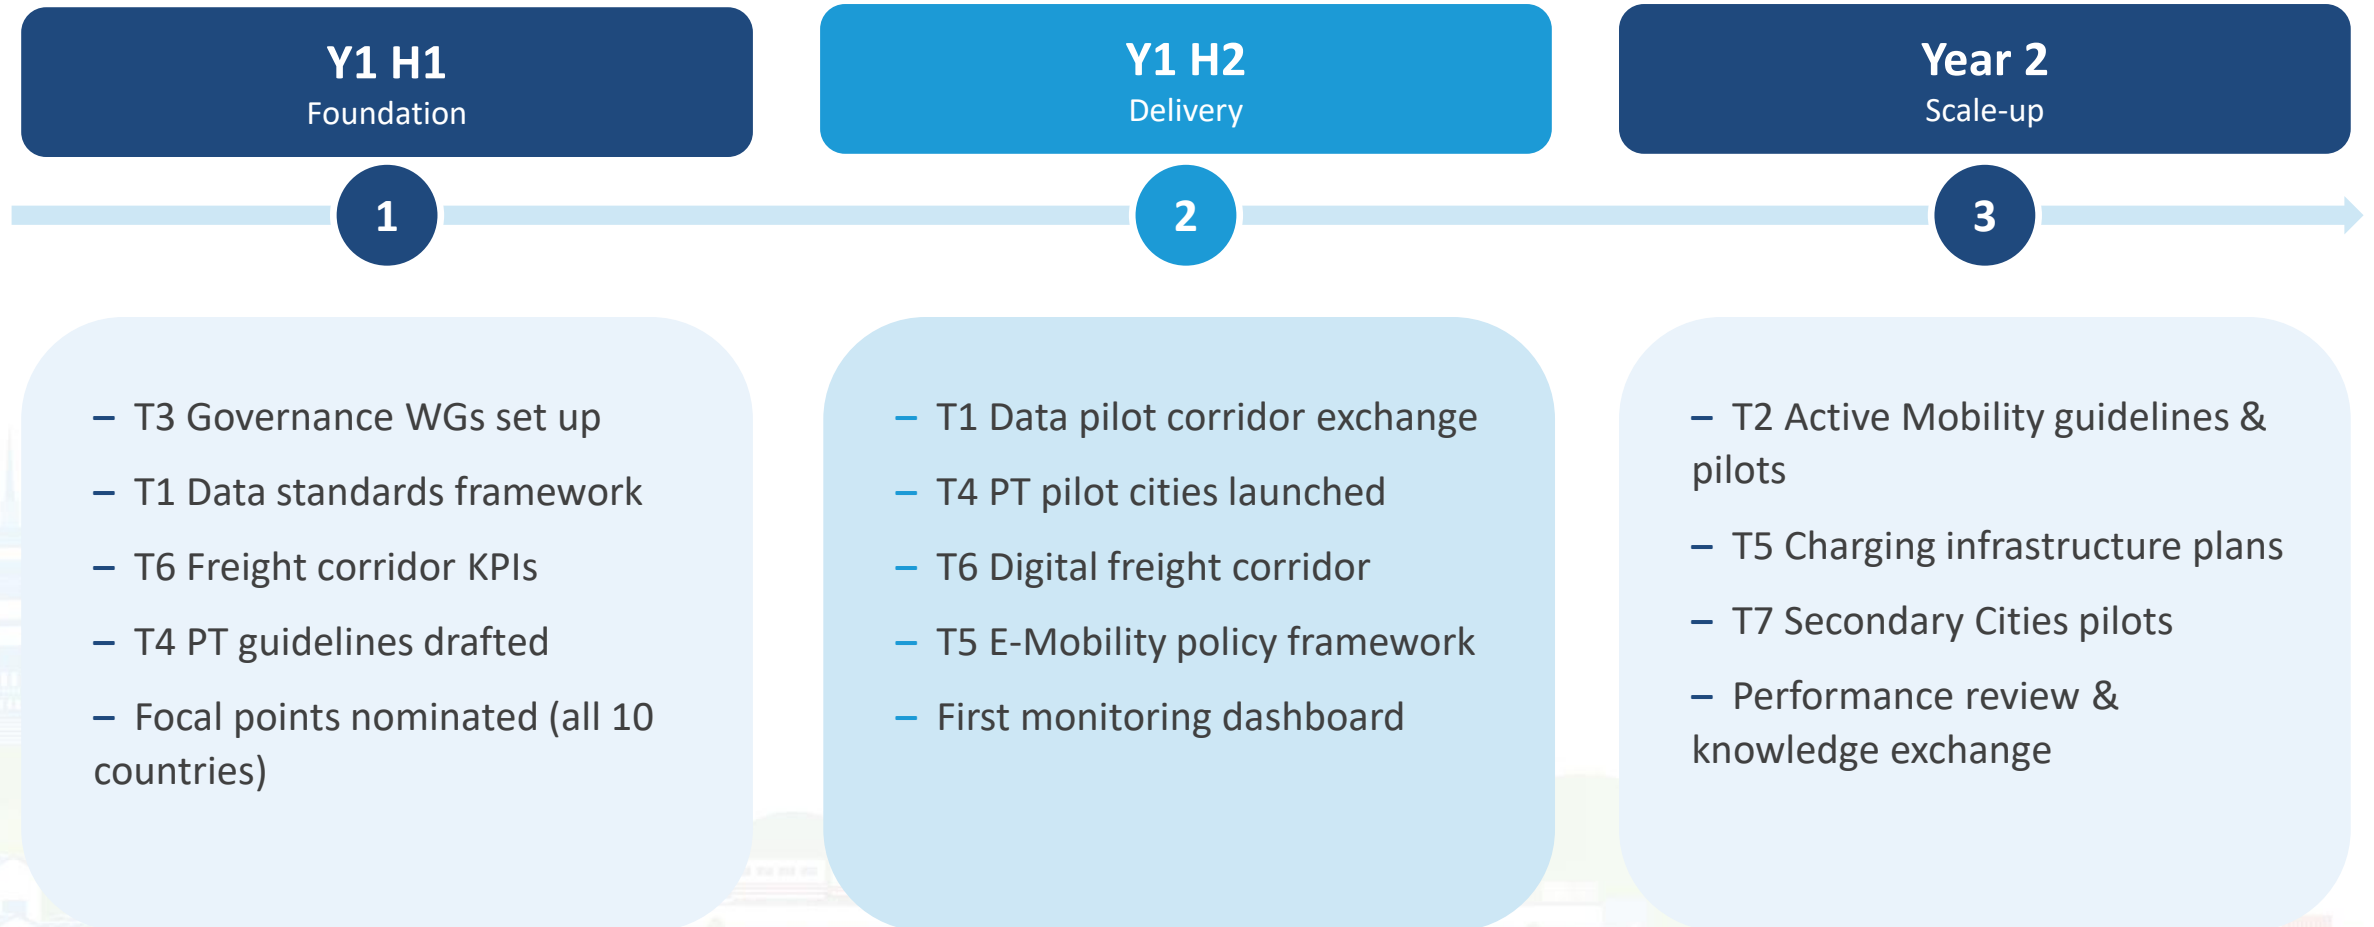 Y1 H1
Foundation
Y1 H2
Delivery
Year 2
Scale-up
1
2
3
– T3 Governance WGs set up
– T1 Data standards framework
– T6 Freight corridor KPIs
– T4 PT guidelines drafted
– Focal points nominated (all 10
countries)
– T1 Data pilot corridor exchange
– T4 PT pilot cities launched
– T6 Digital freight corridor
– T5 E-Mobility policy framework
– First monitoring dashboard
– T2 Active Mobility guidelines &
pilots
– T5 Charging infrastructure plans
– T7 Secondary Cities pilots
– Performance review &
knowledge exchange